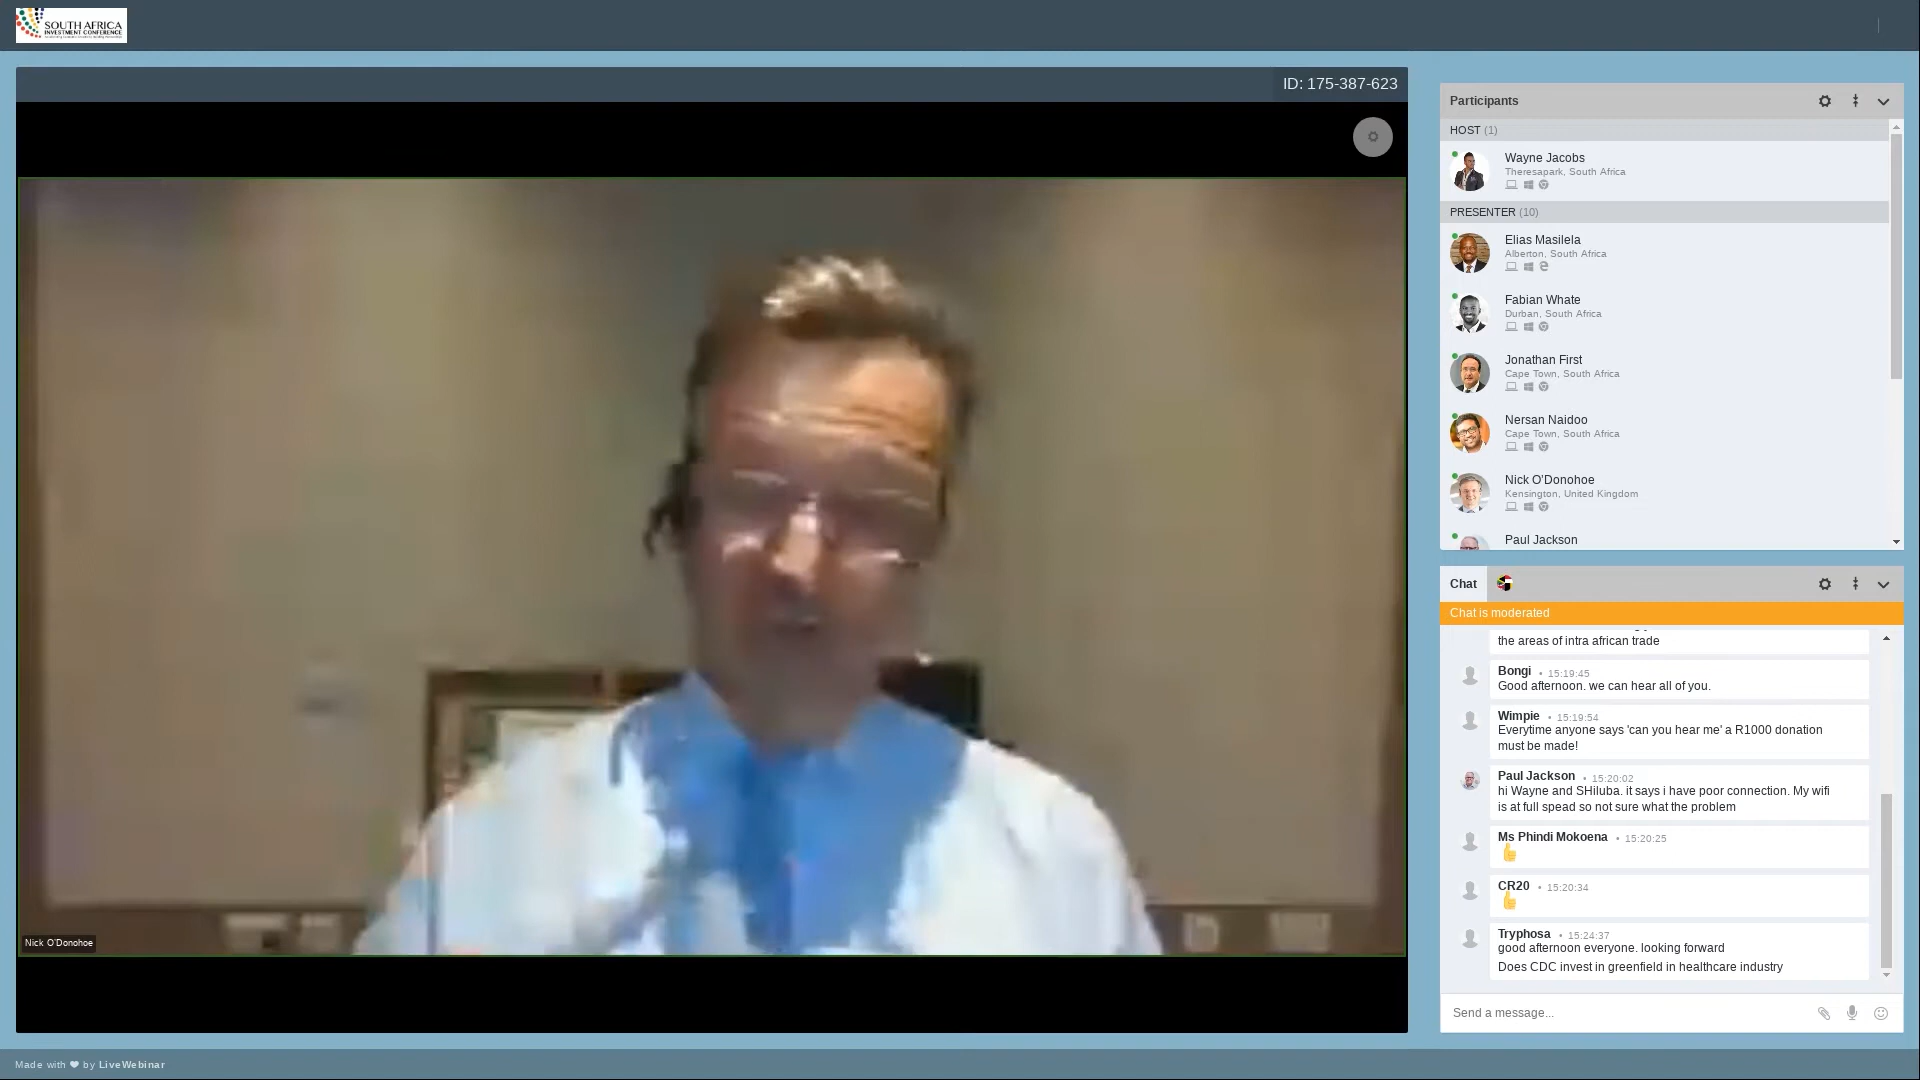 SOUTH AFRICA
INVESTMENT CONFERENCE
ID: 175-387-623
Nick O'Donohoe
Participants
HOST (1)
Wayne Jacobs
Theresapark, South Africa
PRESENTER (10)
Elias Masilela
Alberton, South Africa
Fabian Whate
Durban, South Africa
Jonathan First
Cape Town, South Africa
Nersan Naidoo
Cape Town, South Africa
Nick O'Donohoe
Kensington, United Kingdom
Paul Jackson
Chat
Chat is moderated
the areas of intra african trade
Bongi • 15:19:45
Good afternoon. we can hear all of you.
Wimpie • 15:19:54
Everytime anyone says 'can you hear me' a R1000 donation
must be made!
Paul Jackson • 15:20:02
hi Wayne and SHiluba. it says i have poor connection. My wifi
is at full spead so not sure what the problem
Ms Phindi Mokoena • 15:20:25
CR20 • 15:20:34
Tryphosa • 15:24:37
good afternoon everyone. looking forward
Does CDC invest in greenfield in healthcare industry
Send a message...
Made with ❤ by LiveWebinar